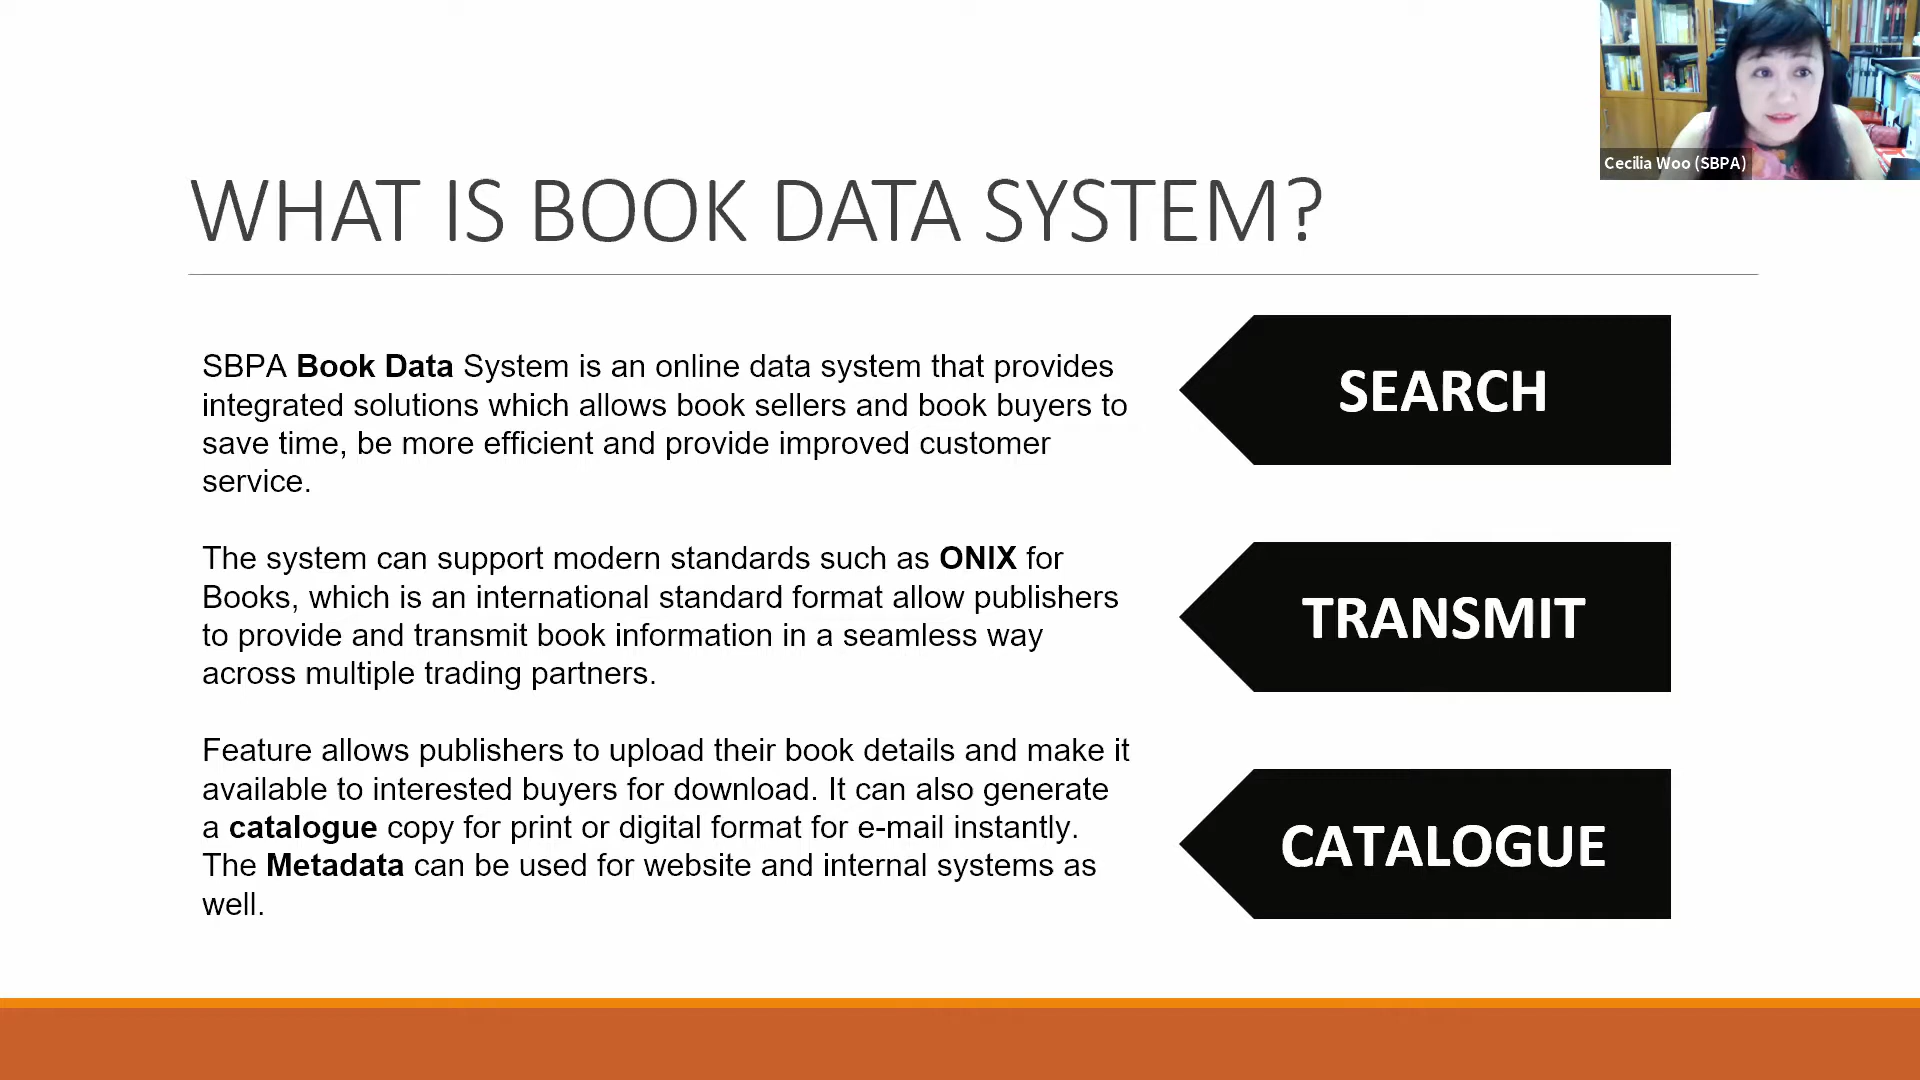 Cecilia Woo (SBPA)
WHAT IS BOOK DATA SYSTEM?
SBPA Book Data System is an online data system that provides
integrated solutions which allows book sellers and book buyers to
save time, be more efficient and provide improved customer
service.
SEARCH
The system can support modern standards such as ONIX for
Books, which is an international standard format allow publishers
to provide and transmit book information in a seamless way
across multiple trading partners.
TRANSMIT
Feature allows publishers to upload their book details and make it
available to interested buyers for download. It can also generate
a catalogue copy for print or digital format for e-mail instantly.
The Metadata can be used for website and internal systems as
well.
CATALOGUE